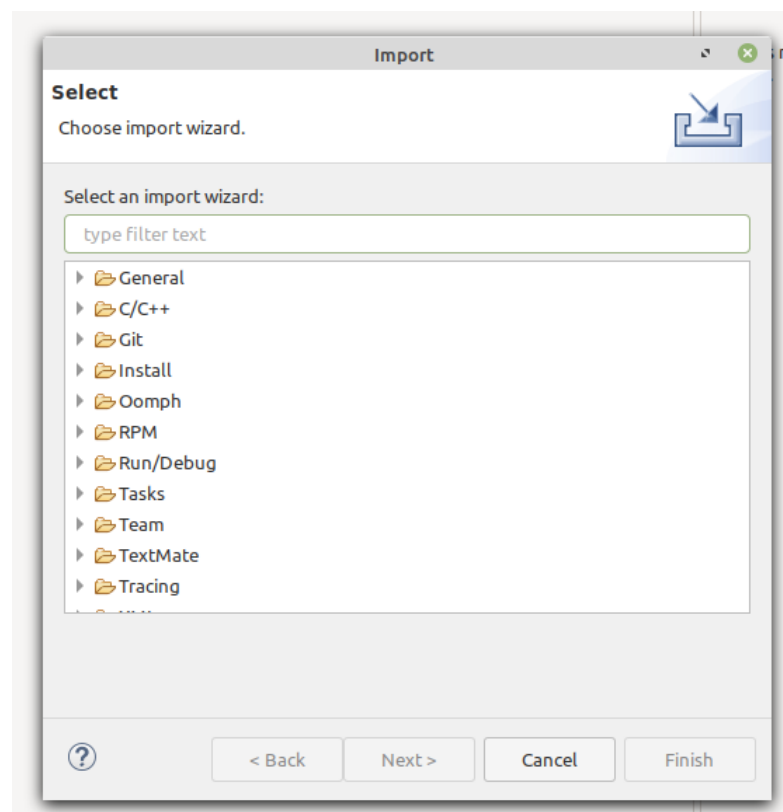 Import
Select
Choose import wizard.
Select an import wizard:
type filter text
General
C/C++
Git
Install
Oomph
RPM
Run/Debug
Tasks
Team
TextMate
Tracing
?
< Back
Next >
Cancel
Finish